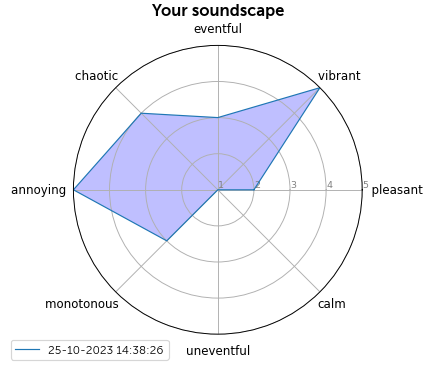 Your soundscape
eventful
chaotic
vibrant
annoying
1 2 3 4 5
pleasant
monotonous
calm
uneventful
25-10-2023 14:38:26